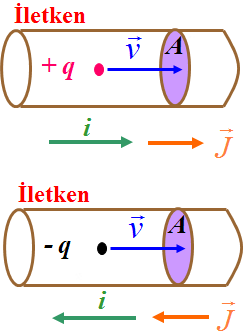 İletken
+ q v⃗ A
i J⃗
İletken
- q v⃗ A
i J⃗